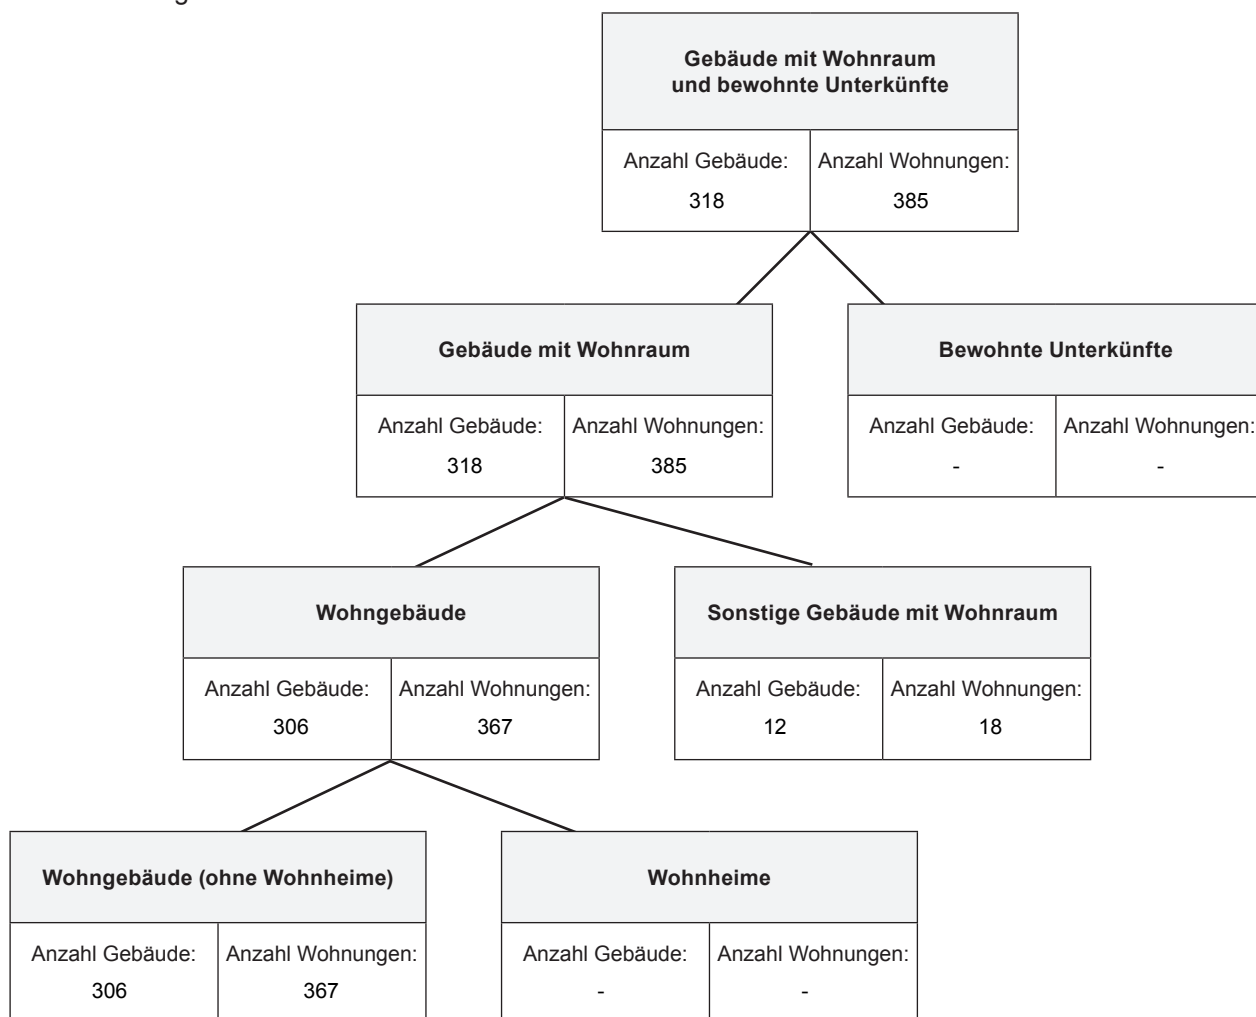 Gebäude mit Wohnraum
und bewohnte Unterkünfte
Anzahl Gebäude: Anzahl Wohnungen:
318 385
Gebäude mit Wohnraum Bewohnte Unterkünfte
Anzahl Gebäude: Anzahl Wohnungen: Anzahl Gebäude: Anzahl Wohnungen:
318 385 - -
Wohngebäude Sonstige Gebäude mit Wohnraum
Anzahl Gebäude: Anzahl Wohnungen: Anzahl Gebäude: Anzahl Wohnungen:
306 367 12 18
Wohngebäude (ohne Wohnheime) Wohnheime
Anzahl Gebäude: Anzahl Wohnungen: Anzahl Gebäude: Anzahl Wohnungen:
306 367 - -